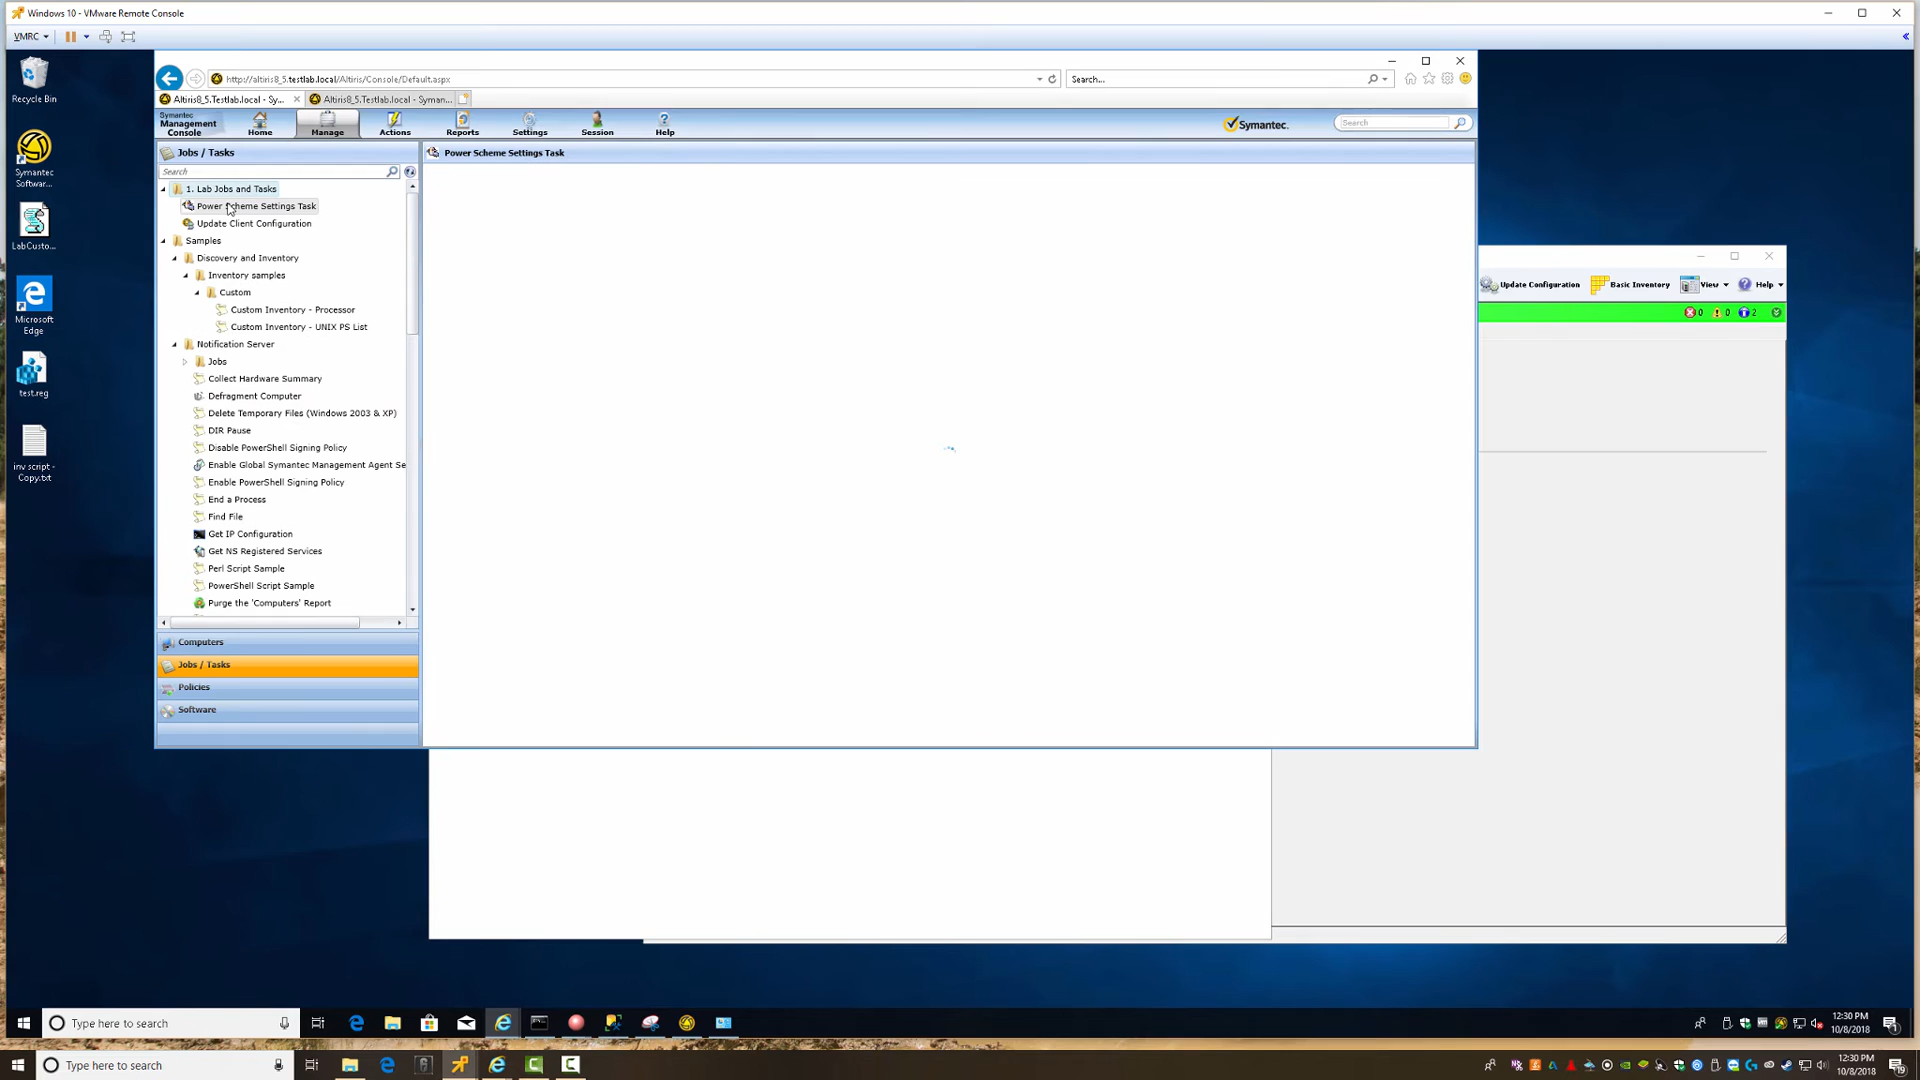 Windows 10 - VMware Remote Console
VMRC
Recycle Bin
Symantec
Softwar...
LabCusto...
Microsoft
Edge
test.reg
inv script -
Copy.txt
http://altiris8_5.testlab.local/Altiris/Console/Default.aspx
Search...
Altiris8_5.Testlab.local - Sy...
Altiris8_5.Testlab.local - Syman...
Symantec
Management
Console
Home
Manage
Actions
Reports
Settings
Session
Help
Symantec.
Search
Jobs / Tasks
Power Scheme Settings Task
Search
1. Lab Jobs and Tasks
Power Scheme Settings Task
Update Client Configuration
Samples
Discovery and Inventory
Inventory samples
Custom
Custom Inventory - Processor
Custom Inventory - UNIX PS List
Notification Server
Jobs
Collect Hardware Summary
Defragment Computer
Delete Temporary Files (Windows 2003 & XP)
DIR Pause
Disable PowerShell Signing Policy
Enable Global Symantec Management Agent Se
Enable PowerShell Signing Policy
End a Process
Find File
Get IP Configuration
Get NS Registered Services
Perl Script Sample
PowerShell Script Sample
Purge the 'Computers' Report
Computers
Jobs / Tasks
Policies
Software
Update Configuration
Basic Inventory
View
Help
0
0
2
Type here to search
12:30 PM
10/8/2018
1
Type here to search
12:30 PM
10/8/2018
19